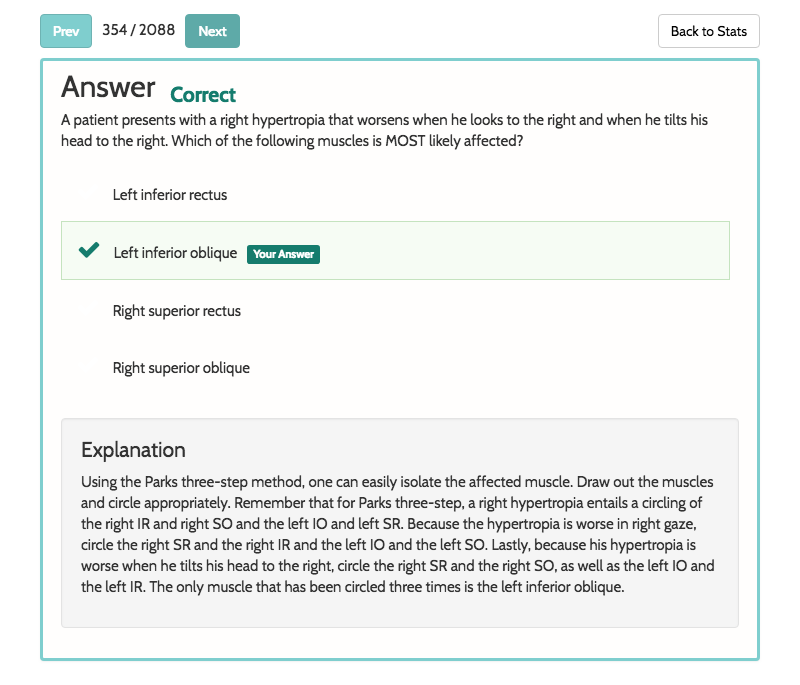 Prev 354 / 2088 Next Back to Stats
Answer Correct
A patient presents with a right hypertropia that worsens when he looks to the right and when he tilts his
head to the right. Which of the following muscles is MOST likely affected?
Left inferior rectus
Left inferior oblique Your Answer
Right superior rectus
Right superior oblique
Explanation
Using the Parks three-step method, one can easily isolate the affected muscle. Draw out the muscles
and circle appropriately. Remember that for Parks three-step, a right hypertropia entails a circling of
the right IR and right SO and the left IO and left SR. Because the hypertropia is worse in right gaze,
circle the right SR and the right IR and the left IO and the left SO. Lastly, because his hypertropia is
worse when he tilts his head to the right, circle the right SR and the right SO, as well as the left IO and
the left IR. The only muscle that has been circled three times is the left inferior oblique.